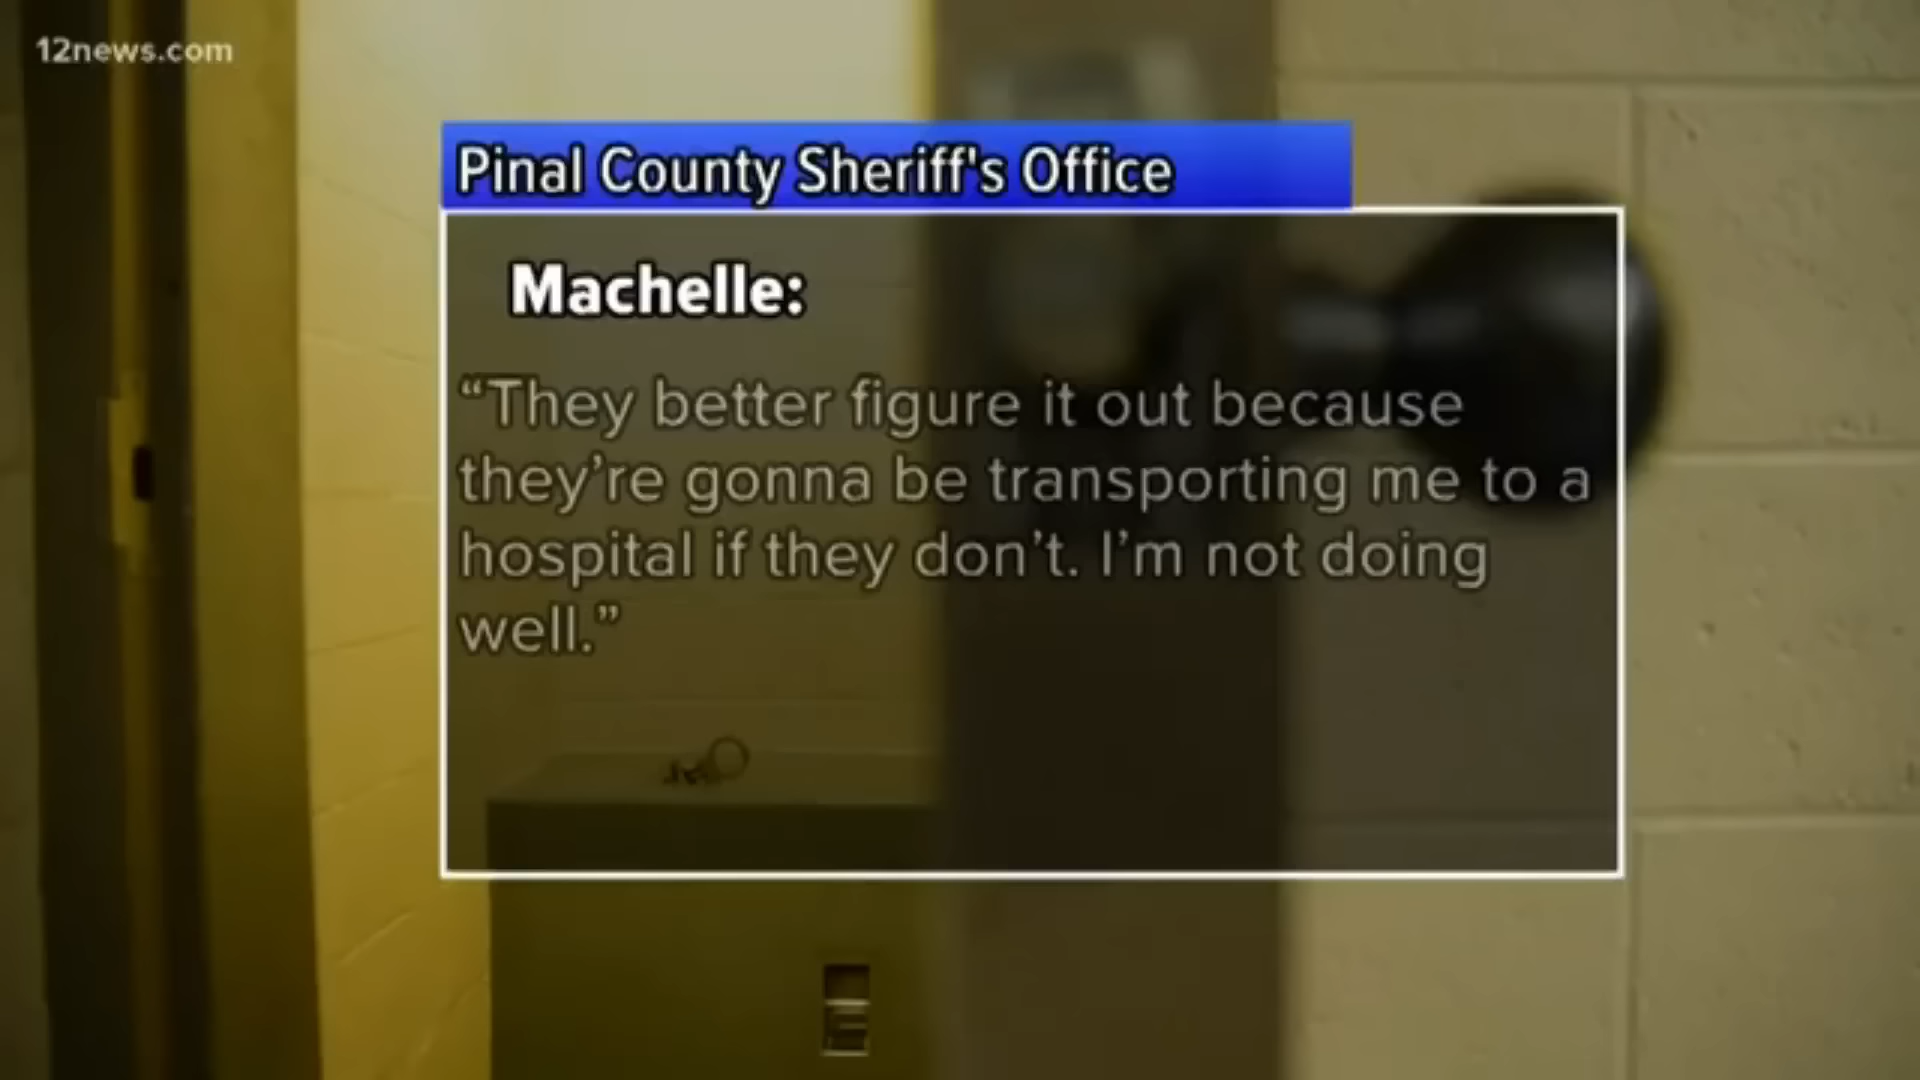 12news.com
Pinal County Sheriff's Office
Machelle:
“They better figure it out because
they’re gonna be transporting me to a
hospital if they don’t. I’m not doing
well.”